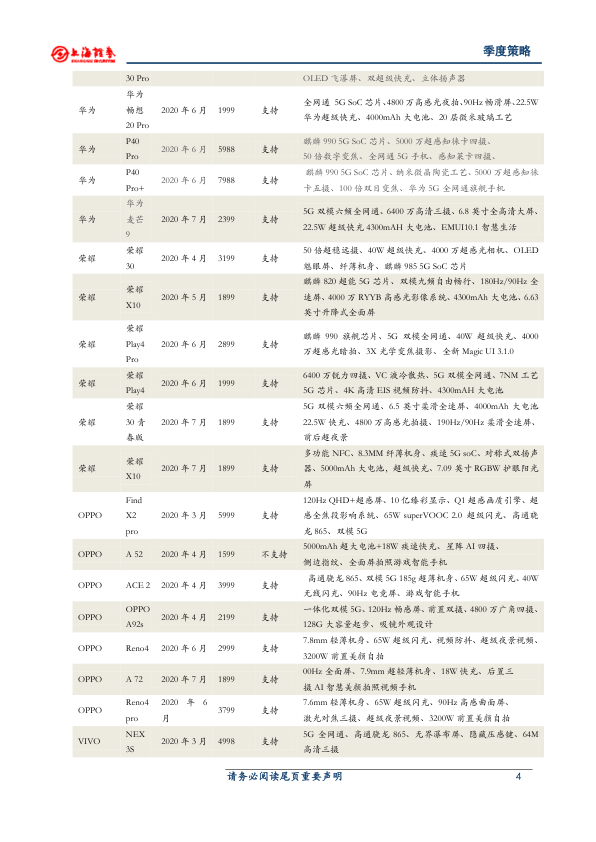 上海证券
SHANGHAI SECURITIES
季度策略
30 Pro OLED 飞瀑屏、双超级快充、立体扬声器
华为 华为畅想 20 Pro 2020 年 6 月 1999 支持 全网通 5G SoC 芯片、4800 万高感光夜拍、90Hz 畅滑屏、22.5W
华为超级快充、4000mAh 大电池、20 层微米玻璃工艺
华为 P40 Pro 2020 年 6 月 5988 支持 麒麟 990 5G SoC 芯片、5000 万超感知徕卡四摄、
50 倍数字变焦、全网通 5G 手机、感知莱卡四摄、
华为 P40 Pro+ 2020 年 6 月 7988 支持 麒麟 990 5G SoC 芯片、纳米微晶陶瓷工艺、5000 万超感知徕
卡五摄、100 倍双目变焦、华为 5G 全网通旗舰手机
华为 华为麦芒 9 2020 年 7 月 2399 支持 5G 双模六频全网通、6400 万高清三摄、6.8 英寸全高清大屏、
22.5W 超级快充 4300mAH 大电池、EMUI10.1 智慧生活
荣耀 荣耀 30 2020 年 4 月 3199 支持 50 倍超稳远摄、40W 超级快充、4000 万超感光相机、OLED
魅眼屏、纤薄机身、麒麟 985 5G SoC 芯片
荣耀 荣耀 X10 2020 年 5 月 1899 支持 麒麟 820 超能 5G 芯片、双模九频自由畅行、180Hz/90Hz 全
速屏、4000 万 RYYB 高感光影像系统、4300mAh 大电池、6.63
英寸升降式全面屏
荣耀 荣耀 Play4 Pro 2020 年 6 月 2899 支持 麒麟 990 旗舰芯片、5G 双模全网通、40W 超级快充、4000
万超感光暗拍、3X 光学变焦摄影、全新 Magic UI 3.1.0
荣耀 荣耀 Play4 2020 年 6 月 1999 支持 6400 万锐力四摄、VC 液冷散热、5G 双模全网通、7NM 工艺
5G 芯片、4K 高清 EIS 视频防抖、4300mAH 大电池
荣耀 荣耀 30 青春版 2020 年 7 月 1899 支持 5G 双模六频全网通、6.5 英寸柔滑全速屏、4000mAh 大电池
22.5W 快充、4800 万高感光拍摄、190Hz/90Hz 柔滑全速屏、
前后超夜景
荣耀 荣耀 X10 2020 年 7 月 1899 支持 多功能 NFC、8.3MM 纤薄机身、疾速 5G soC、对称式双扬声
器、5000mAh 大电池，超级快充、7.09 英寸 RGBW 护眼阳光
屏
OPPO Find X2 pro 2020 年 3 月 5999 支持 120Hz QHD+超感屏、10 亿臻彩显示、Q1 超感画质引擎、超
感全焦段影响系统、65W superVOOC 2.0 超级闪充、高通骁
龙 865、双模 5G
OPPO A 52 2020 年 4 月 1599 不支持 5000mAh 超大电池+18W 疾速快充、星阵 AI 四摄、
侧边指纹、全面屏拍照游戏智能手机
OPPO ACE 2 2020 年 4 月 3999 支持 高通骁龙 865、双模 5G 185g 超薄机身、65W 超级闪充、40W
无线闪充、90Hz 电竞屏、游戏智能手机
OPPO OPPO A92s 2020 年 4 月 2199 支持 一体化双模 5G、120Hz 畅感屏、前置双摄、4800 万广角四摄、
128G 大容量起步、吸镜外观设计
OPPO Reno4 2020 年 6 月 2999 支持 7.8mm 轻薄机身、65W 超级闪充、视频防抖、超级夜景视频、
3200W 前置美颜自拍
OPPO A 72 2020 年 7 月 1899 支持 00Hz 全面屏、7.9mm 超轻薄机身、18W 快充、后置三
摄 AI 智慧美颜拍照视频手机
OPPO Reno4 pro 2020 年 6 月 3799 支持 7.6mm 轻薄机身、65W 超级闪充、90Hz 高感曲面屏、
激光对焦三摄、超级夜景视频、3200W 前置美颜自拍
VIVO NEX 3S 2020 年 3 月 4998 支持 5G 全网通、高通骁龙 865、无界瀑布屏、隐藏压感键、64M
高清三摄
请务必阅读尾页重要声明 4